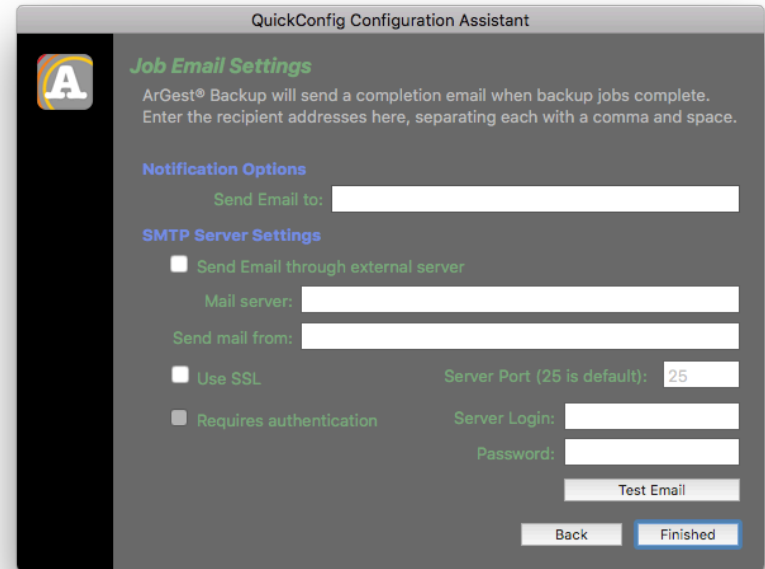 QuickConfig Configuration Assistant
A
Job Email Settings
ArGest® Backup will send a completion email when backup jobs complete.
Enter the recipient addresses here, separating each with a comma and space.
Notification Options
Send Email to:
SMTP Server Settings
Send Email through external server
Mail server:
Send mail from:
Use SSL
Server Port (25 is default): 25
Requires authentication
Server Login:
Password:
Test Email
Back
Finished